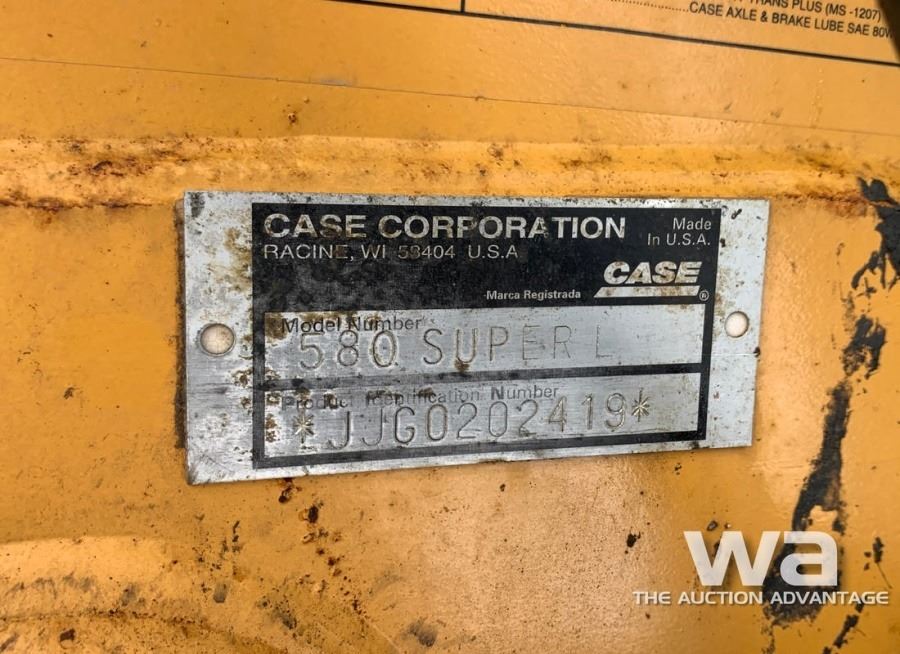 TRANS PLUS (MS -1207)
CASE AXLE & BRAKE LUBE SAE 80W
CASE CORPORATION
RACINE, WI 53404 U.S.A
Made
In U.S.A.
CASE
®
Marca Registrada
Model Number
580 SUPER L
Product Identification Number
*JJG0202419*
wa
THE AUCTION ADVANTAGE